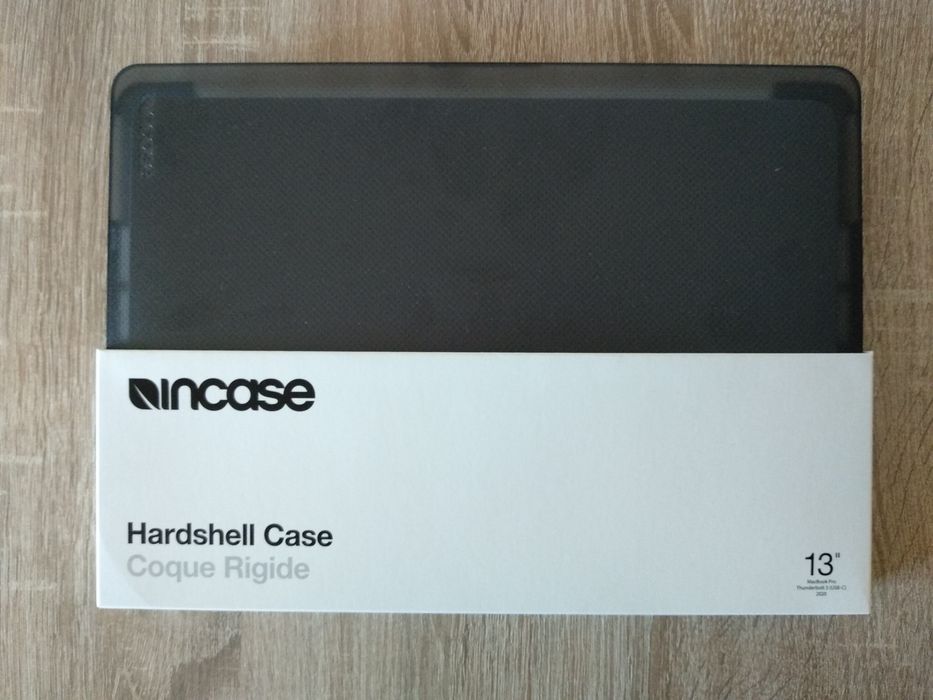 incase
Hardshell Case
Coque Rigide
13"
MacBook Pro
Thunderbolt 3 (USB-C)
2020